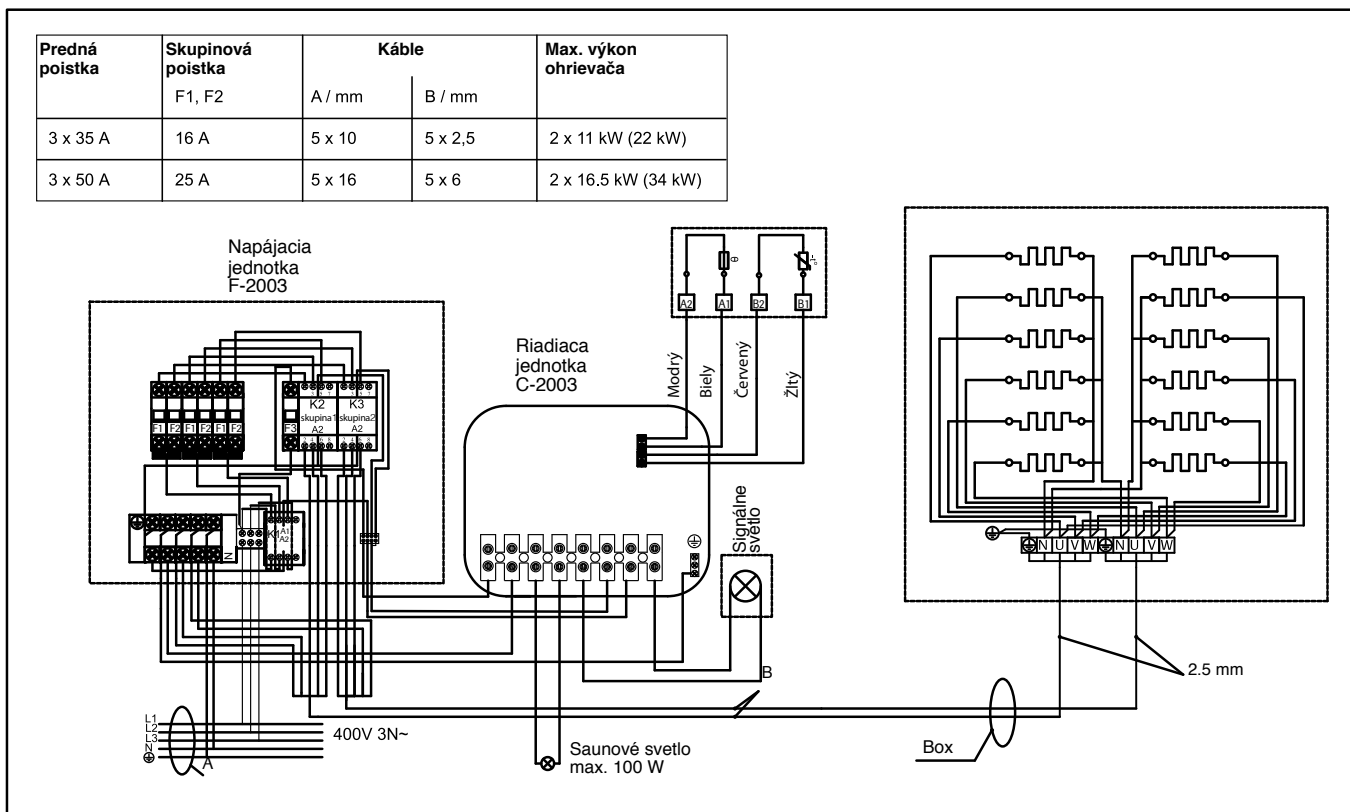 Predná poistka
Skupinová poistka
Káble
Max. výkon ohrievača
F1, F2
A / mm
B / mm
3 x 35 A
16 A
5 x 10
5 x 2,5
2 x 11 kW (22 kW)
3 x 50 A
25 A
5 x 16
5 x 6
2 x 16.5 kW (34 kW)
Napájacia
jednotka
F-2003
F1
F2
F1
F2
F1
F2
F3
K2
skupina1
A2
K3
skupina2
A2
N
K1
A1
A2
Riadiaca
jednotka
C-2003
A2
A1
B2
B1
θ
Modrý
Biely
Červený
Žltý
Signálne
svetlo
B
N U V W
N U V W
2.5 mm
Box
L1
L2
L3
N
A
400V 3N~
Saunové svetlo
max. 100 W